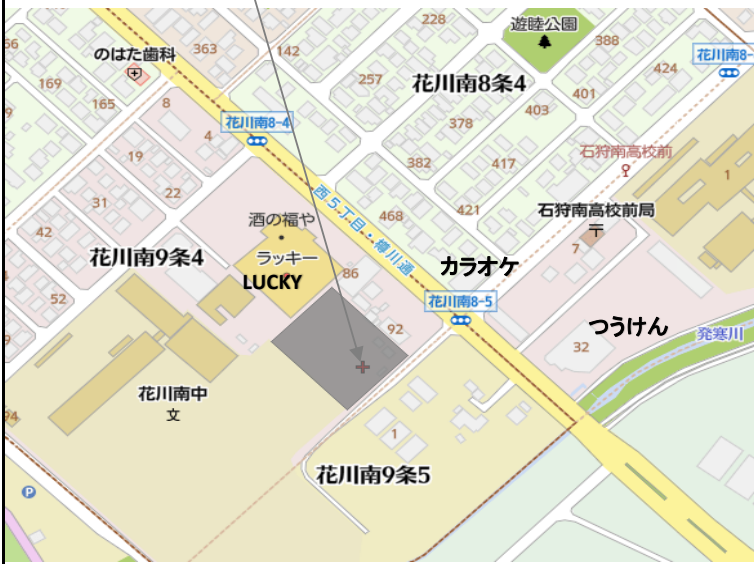 228
遊睦公園
388
66
のはた歯科
363
142
花川南8-
424
169
257
花川南8条4
401
165
8
403
花川南8-4
378
4
石狩南高校前
19
382
417
1
22
31
西5丁目・樽川通
石狩南高校前局
酒の福や
468
421
〒
42
7
花川南9条4
ラッキー
カラオケ
LUCKY
86
52
花川南8-5
92
つうけん
発寒川
32
花川南中
文
94
1
花川南9条5
P